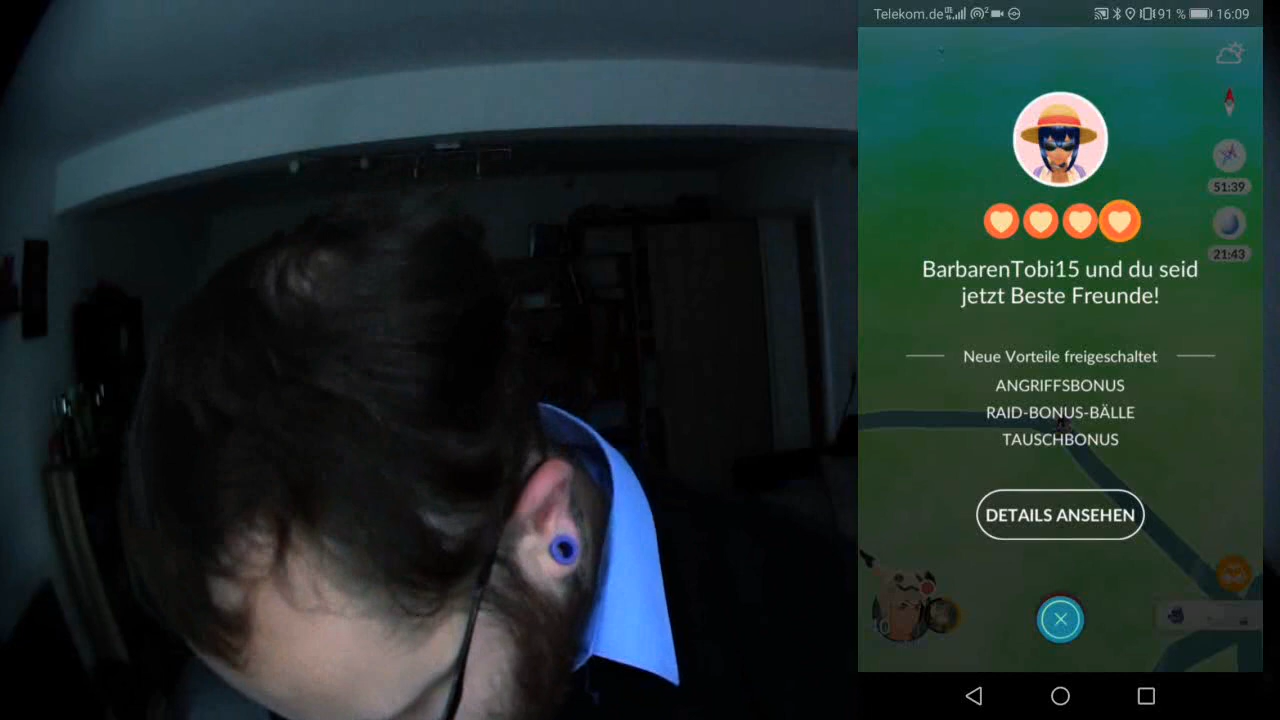 Telekom.de
91 %
16:09
51:39
21:43
BarbarenTobi15 und du seid
jetzt Beste Freunde!
Neue Vorteile freigeschaltet
ANGRIFFSBONUS
RAID-BONUS-BÄLLE
TAUSCHBONUS
DETAILS ANSEHEN